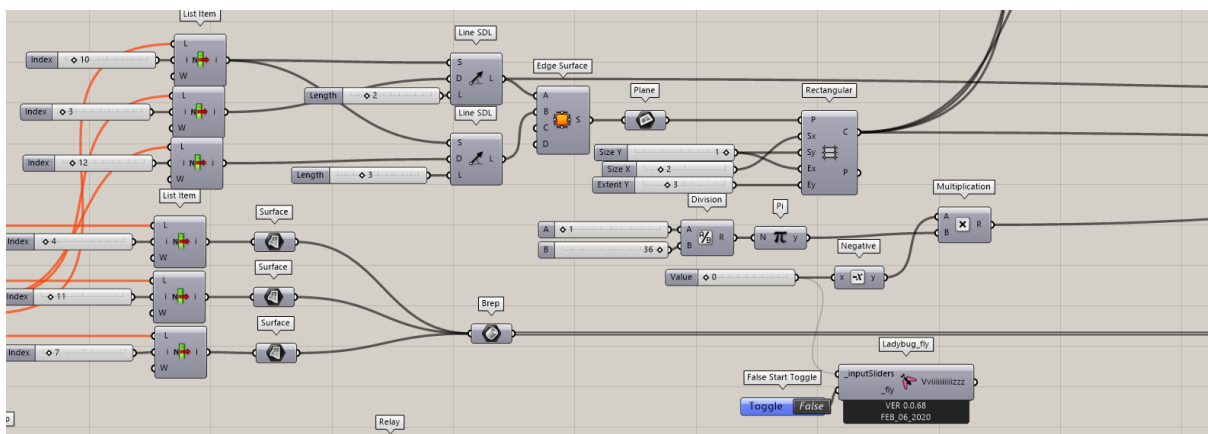 List Item
Index 10
L
i N i
W
Index 3
L
i N i
W
Index 12
L
i N i
W
Line SDL
S
D L
L
Length 2
Line SDL
S
D L
L
Length 3
Edge Surface
A
B
C
D
S
Plane
Rectangular
P
Sx
Sy
Ex
Ey
C
P
Size Y 1
Size X 2
Extent Y 3
List Item
Index 4
L
i N i
W
Index 11
L
i N i
W
Index 7
L
i N i
W
Surface
Surface
Surface
Brep
Division
A 1
B 36
A
B
A/B R
Pi
N π y
Multiplication
A
B
× R
Negative
Value 0
x -x y
Ladybug_fly
_inputSliders
_fly
Vviiiiiiiiiizzz
VER 0.0.68
FEB_06_2020
False Start Toggle
Toggle False
Relay